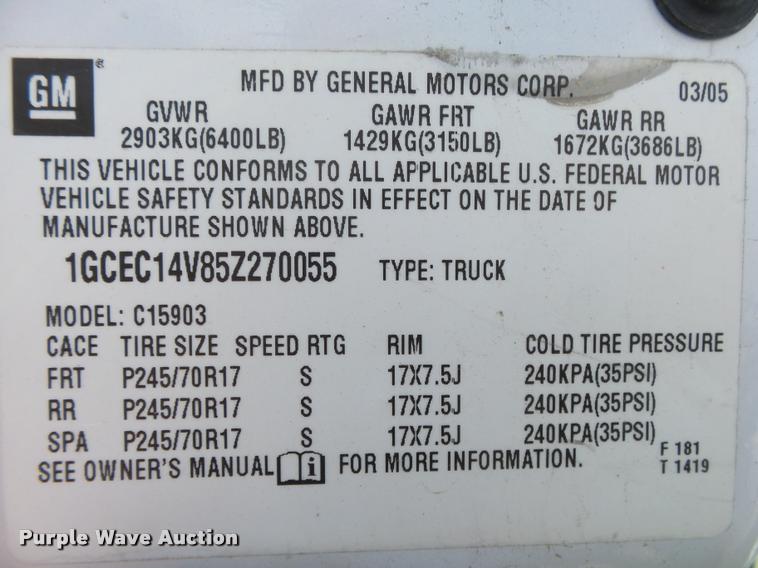 GM® MFD BY GENERAL MOTORS CORP. 03/05
GVWR GAWR FRT GAWR RR
2903KG(6400LB) 1429KG(3150LB) 1672KG(3686LB)
THIS VEHICLE CONFORMS TO ALL APPLICABLE U.S. FEDERAL MOTOR
VEHICLE SAFETY STANDARDS IN EFFECT ON THE DATE OF
MANUFACTURE SHOWN ABOVE.
1GCEC14V85Z270055 TYPE: TRUCK
MODEL: C15903
CACE TIRE SIZE SPEED RTG RIM COLD TIRE PRESSURE
FRT P245/70R17 S 17X7.5J 240KPA(35PSI)
RR P245/70R17 S 17X7.5J 240KPA(35PSI)
SPA P245/70R17 S 17X7.5J 240KPA(35PSI)
SEE OWNER'S MANUAL i FOR MORE INFORMATION.
F 181
T 1419
Purple Wave Auction